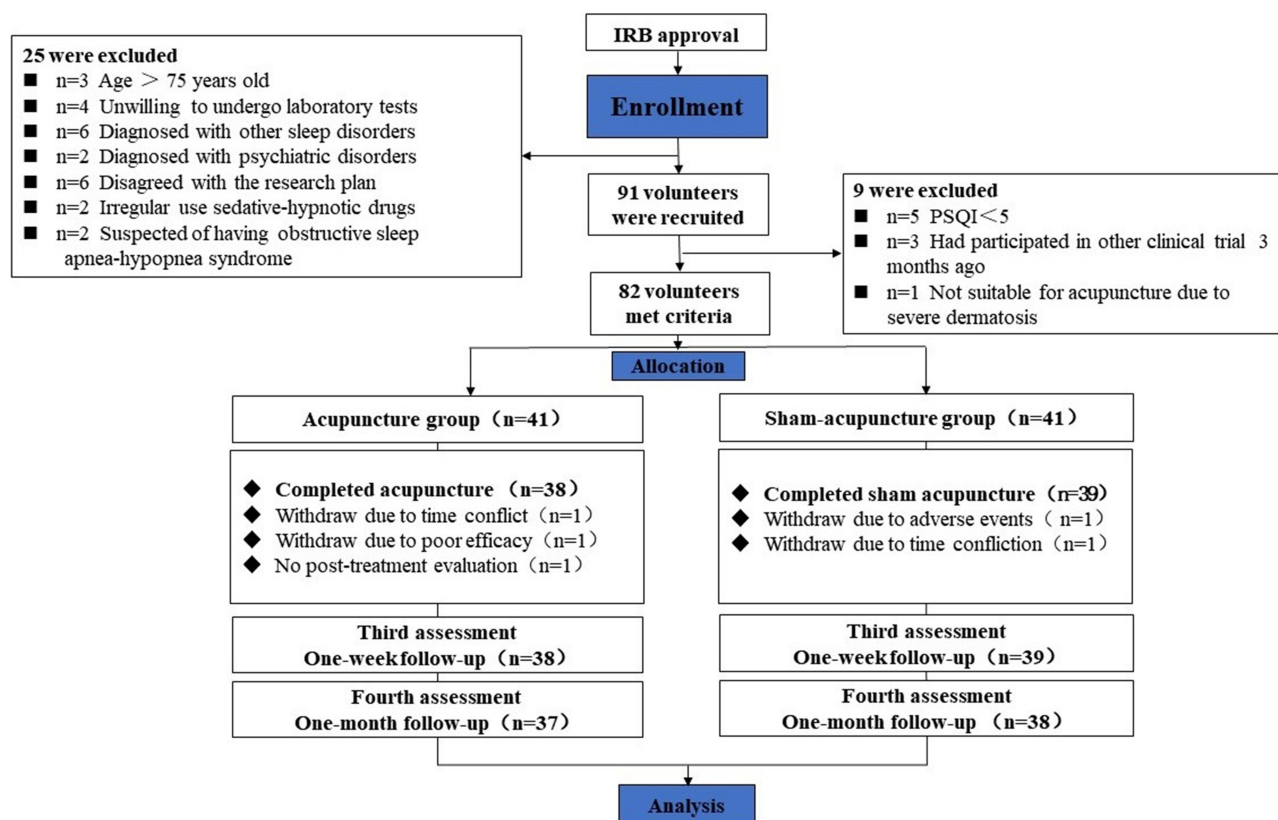 IRB approval
Enrollment
25 were excluded
■ n=3 Age > 75 years old
■ n=4 Unwilling to undergo laboratory tests
■ n=6 Diagnosed with other sleep disorders
■ n=2 Diagnosed with psychiatric disorders
■ n=6 Disagreed with the research plan
■ n=2 Irregular use sedative-hypnotic drugs
■ n=2 Suspected of having obstructive sleep
apnea-hypopnea syndrome
91 volunteers
were recruited
9 were excluded
■ n=5 PSQI<5
■ n=3 Had participated in other clinical trial 3
months ago
■ n=1 Not suitable for acupuncture due to
severe dermatosis
82 volunteers
met criteria
Allocation
Acupuncture group（n=41）
◆ Completed acupuncture（n=38）
◆ Withdraw due to time conflict（n=1）
◆ Withdraw due to poor efficacy（n=1）
◆ No post-treatment evaluation（n=1）
Third assessment
One-week follow-up（n=38）
Fourth assessment
One-month follow-up（n=37）
Sham-acupuncture group（n=41）
◆ Completed sham acupuncture（n=39）
◆ Withdraw due to adverse events（n=1）
◆ Withdraw due to time confliction（n=1）
Third assessment
One-week follow-up（n=39）
Fourth assessment
One-month follow-up（n=38）
Analysis